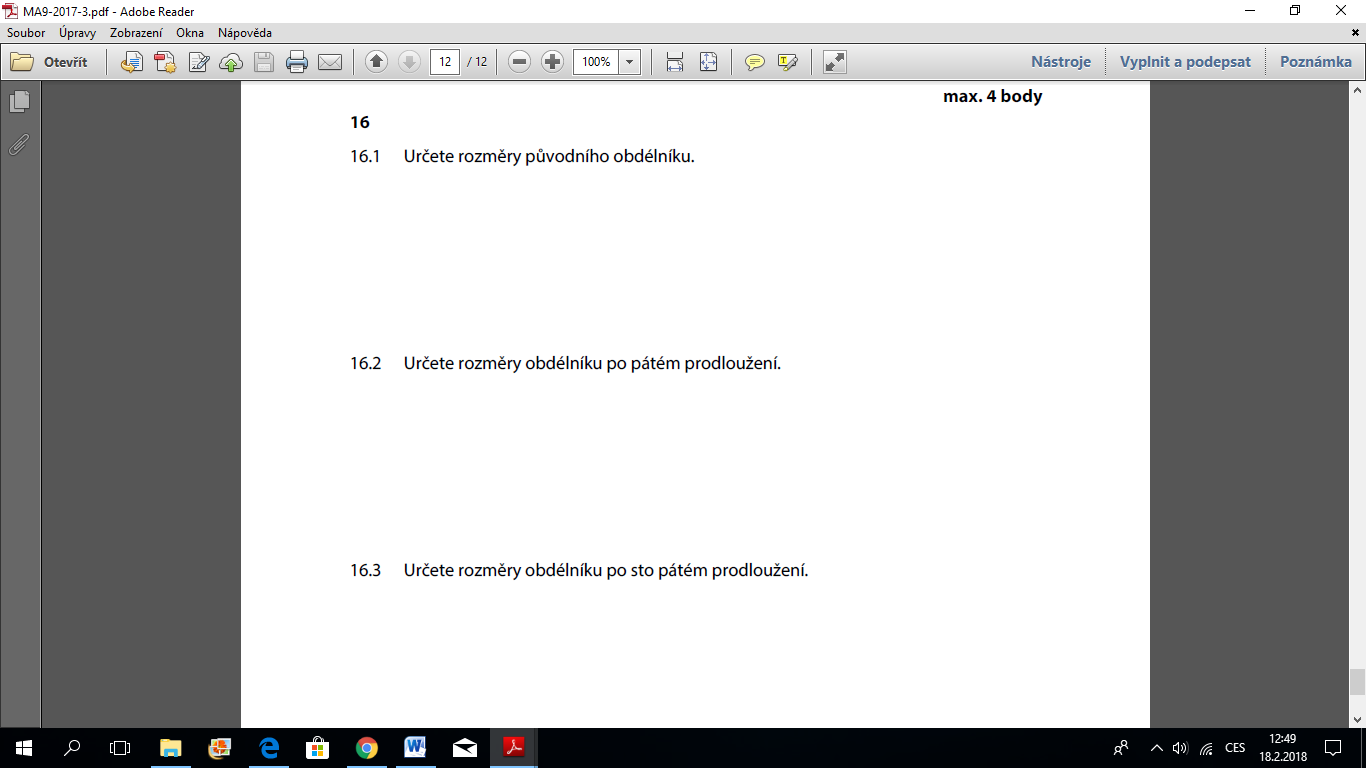 MA9-2017-3.pdf - Adobe Reader
Soubor Úpravy Zobrazení Okna Nápověda
Otevřít 12 / 12 100% Nástroje Vyplnit a podepsat Poznámka
max. 4 body
16
16.1 Určete rozměry původního obdélníku.
16.2 Určete rozměry obdélníku po pátém prodloužení.
16.3 Určete rozměry obdélníku po sto pátém prodloužení.
CES
12:49
18.2.2018